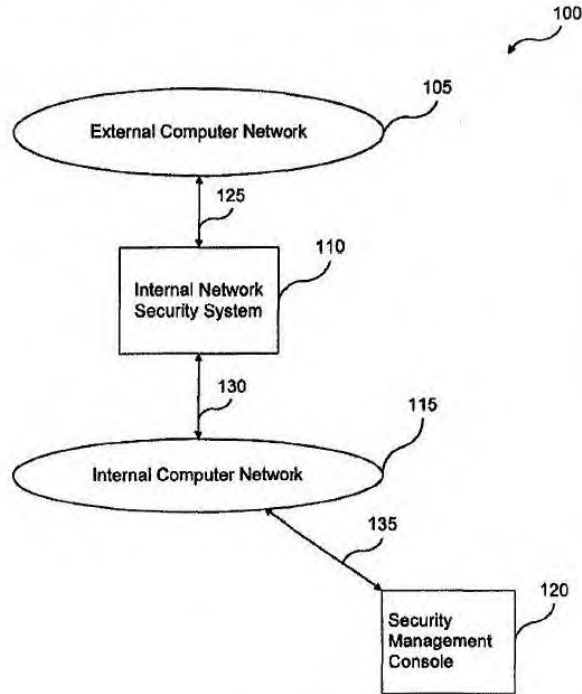 100
105
External Computer Network
125
110
Internal Network
Security System
130
115
Internal Computer Network
135
120
Security
Management
Console